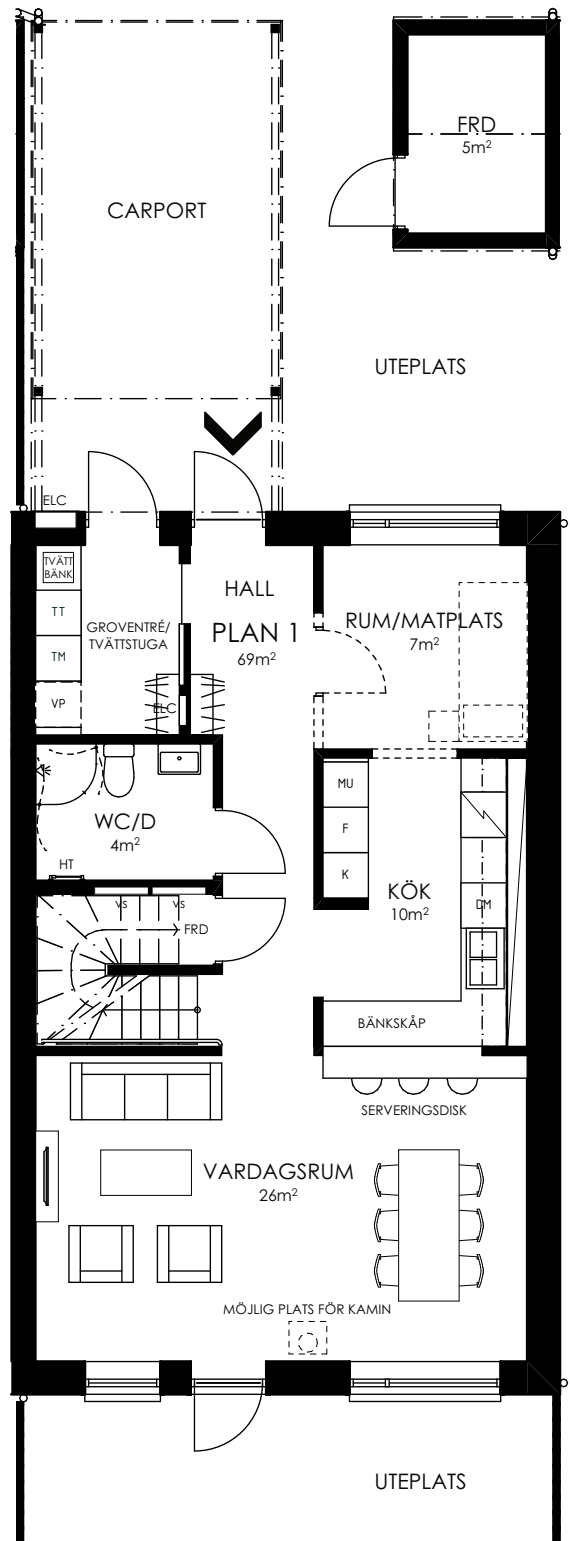 FRD
5m²
CARPORT
UTEPLATS
ELC
TVÄTT
BÄNK
TT
TM
VP
GROVENTRÉ/
TVÄTTSTUGA
ELC
HALL
PLAN 1
69m²
RUM/MATPLATS
7m²
WC/D
4m²
HT
MU
F
K
KÖK
10m²
DM
VS
VS
FRD
BÄNKSKÅP
SERVERINGSDISK
VARDAGSRUM
26m²
MÖJLIG PLATS FÖR KAMIN
UTEPLATS